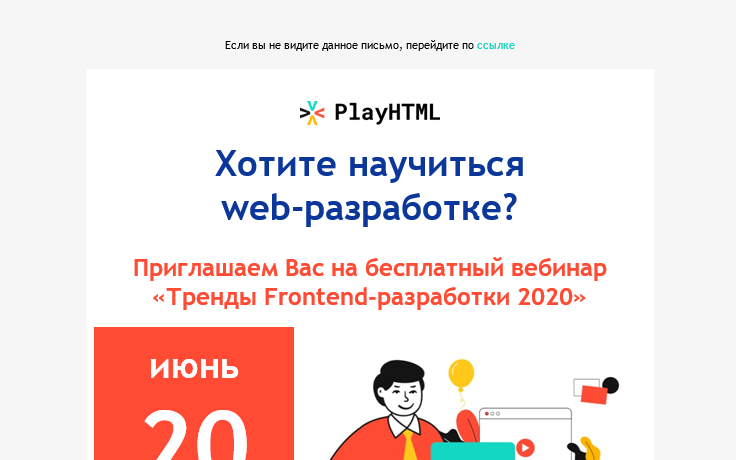 Если вы не видите данное письмо, перейдите по ссылке
PlayHTML
Хотите научиться
web-разработке?
Приглашаем Вас на бесплатный вебинар
«Тренды Frontend-разработки 2020»
июнь
20